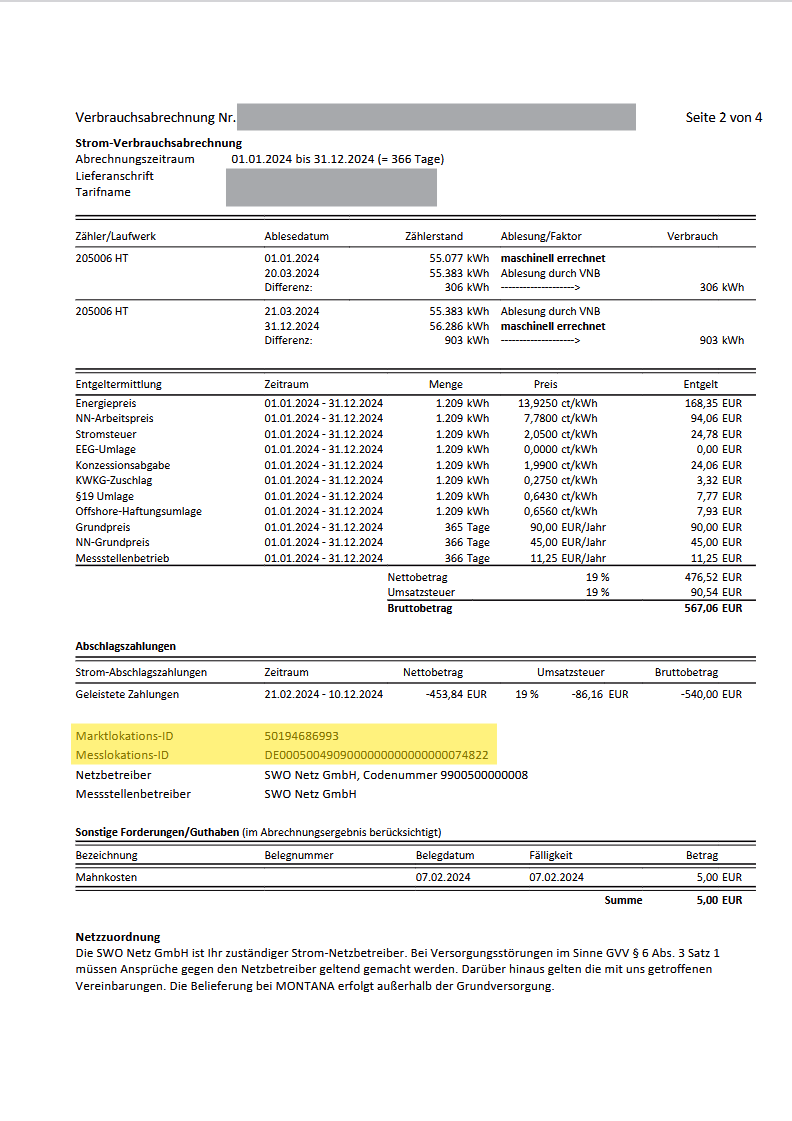 Verbrauchsabrechnung Nr. Seite 2 von 4
Strom-Verbrauchsabrechnung
Abrechnungszeitraum 01.01.2024 bis 31.12.2024 (= 366 Tage)
Lieferanschrift
Tarifname
Zähler/Laufwerk Ablesedatum Zählerstand Ablesung/Faktor Verbrauch
205006 HT 01.01.2024 55.077 kWh maschinell errechnet
20.03.2024 55.383 kWh Ablesung durch VNB
Differenz: 306 kWh --------------------> 306 kWh
205006 HT 21.03.2024 55.383 kWh Ablesung durch VNB
31.12.2024 56.286 kWh maschinell errechnet
Differenz: 903 kWh --------------------> 903 kWh
Entgeltermittlung Zeitraum Menge Preis Entgelt
Energiepreis 01.01.2024 - 31.12.2024 1.209 kWh 13,9250 ct/kWh 168,35 EUR
NN-Arbeitspreis 01.01.2024 - 31.12.2024 1.209 kWh 7,7800 ct/kWh 94,06 EUR
Stromsteuer 01.01.2024 - 31.12.2024 1.209 kWh 2,0500 ct/kWh 24,78 EUR
EEG-Umlage 01.01.2024 - 31.12.2024 1.209 kWh 0,0000 ct/kWh 0,00 EUR
Konzessionsabgabe 01.01.2024 - 31.12.2024 1.209 kWh 1,9900 ct/kWh 24,06 EUR
KWKG-Zuschlag 01.01.2024 - 31.12.2024 1.209 kWh 0,2750 ct/kWh 3,32 EUR
§19 Umlage 01.01.2024 - 31.12.2024 1.209 kWh 0,6430 ct/kWh 7,77 EUR
Offshore-Haftungsumlage 01.01.2024 - 31.12.2024 1.209 kWh 0,6560 ct/kWh 7,93 EUR
Grundpreis 01.01.2024 - 31.12.2024 365 Tage 90,00 EUR/Jahr 90,00 EUR
NN-Grundpreis 01.01.2024 - 31.12.2024 366 Tage 45,00 EUR/Jahr 45,00 EUR
Messstellenbetrieb 01.01.2024 - 31.12.2024 366 Tage 11,25 EUR/Jahr 11,25 EUR
Nettobetrag 19 % 476,52 EUR
Umsatzsteuer 19 % 90,54 EUR
Bruttobetrag 567,06 EUR
Abschlagszahlungen
Strom-Abschlagszahlungen Zeitraum Nettobetrag Umsatzsteuer Bruttobetrag
Geleistete Zahlungen 21.02.2024 - 10.12.2024 -453,84 EUR 19 % -86,16 EUR -540,00 EUR
Marktlokations-ID 50194686993
Messlokations-ID DE00050049090000000000000000074822
Netzbetreiber SWO Netz GmbH, Codenummer 9900500000008
Messstellenbetreiber SWO Netz GmbH
Sonstige Forderungen/Guthaben (im Abrechnungsergebnis berücksichtigt)
Bezeichnung Belegnummer Belegdatum Fälligkeit Betrag
Mahnkosten 07.02.2024 07.02.2024 5,00 EUR
Summe 5,00 EUR
Netzzuordnung
Die SWO Netz GmbH ist Ihr zuständiger Strom-Netzbetreiber. Bei Versorgungsstörungen im Sinne GVV § 6 Abs. 3 Satz 1
müssen Ansprüche gegen den Netzbetreiber geltend gemacht werden. Darüber hinaus gelten die mit uns getroffenen
Vereinbarungen. Die Belieferung bei MONTANA erfolgt außerhalb der Grundversorgung.